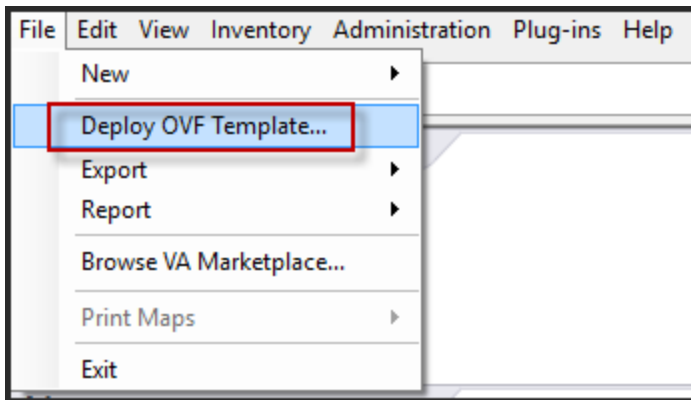 File Edit View Inventory Administration Plug-ins Help
New
Deploy OVF Template...
Export
Report
Browse VA Marketplace...
Print Maps
Exit